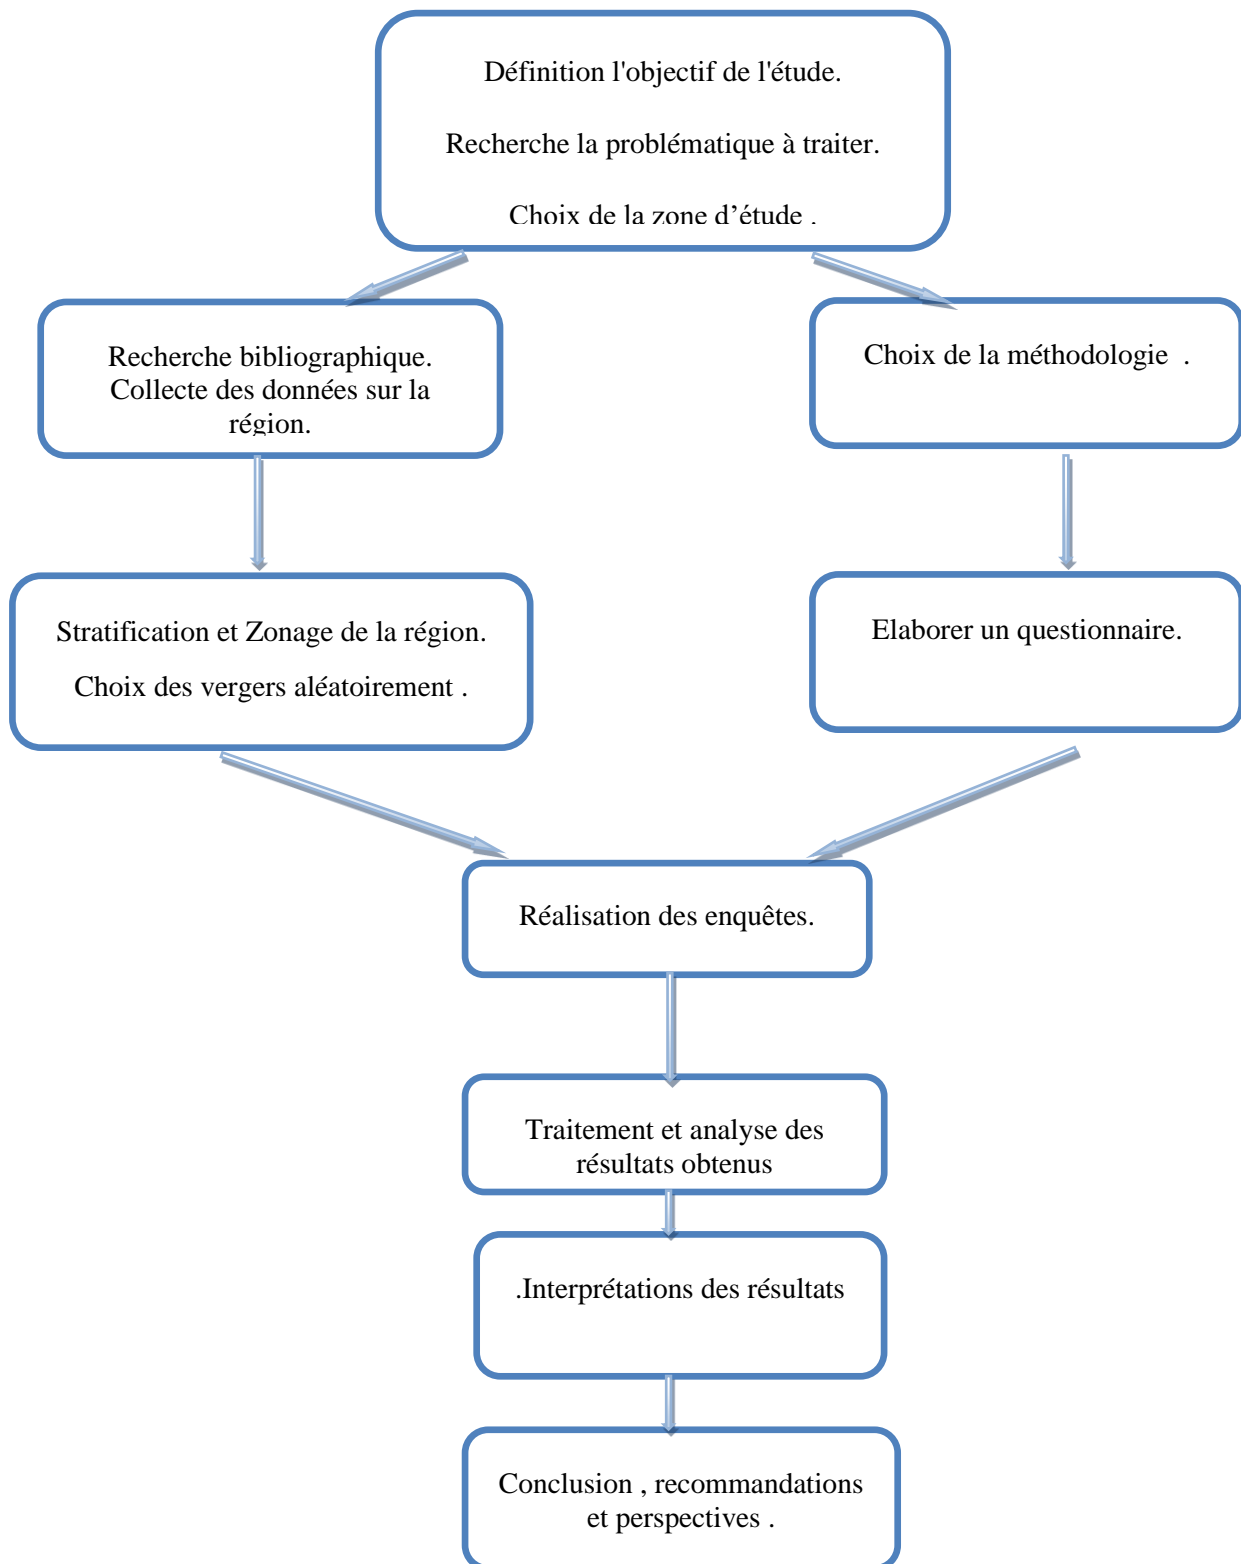 Définition l'objectif de l'étude.
Recherche la problématique à traiter.
Choix de la zone d’étude .
Recherche bibliographique.
Collecte des données sur la
région.
Choix de la méthodologie .
Stratification et Zonage de la région.
Choix des vergers aléatoirement .
Elaborer un questionnaire.
Réalisation des enquêtes.
Traitement et analyse des
résultats obtenus
.Interprétations des résultats
Conclusion , recommandations
et perspectives .